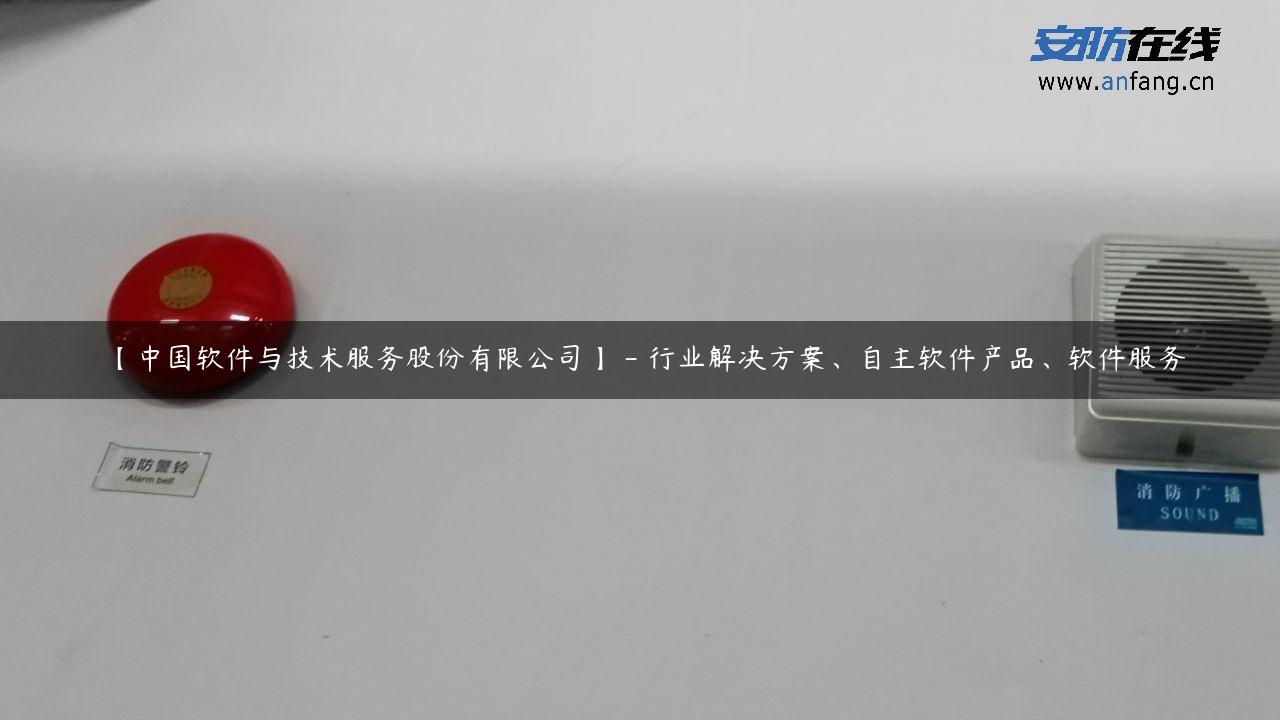 安防在线
www.anfang.cn
【中国软件与技术服务股份有限公司】-行业解决方案、自主软件产品、软件服务
消防警铃
Alarm bell
消防广播
SOUND